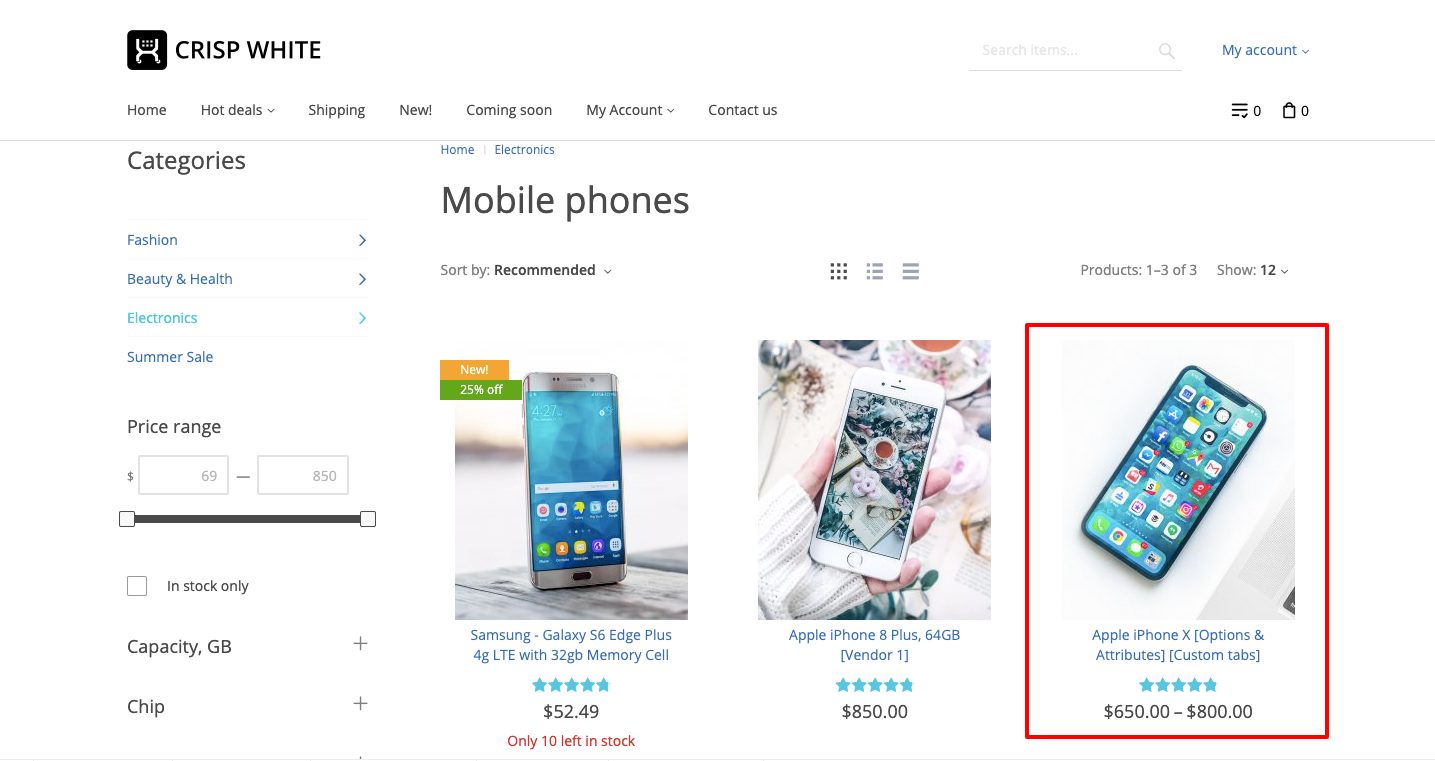 CRISP WHITE
Search items...
My account
Home
Hot deals
Shipping
New!
Coming soon
My Account
Contact us
0
0
Categories
Fashion
Beauty & Health
Electronics
Summer Sale
Price range
$ 69 — 850
In stock only
Capacity, GB
Chip
Home
Electronics
Mobile phones
Sort by: Recommended
Products: 1–3 of 3
Show: 12
New!
25% off
4:27
Samsung - Galaxy S6 Edge Plus
4g LTE with 32gb Memory Cell
$52.49
Only 10 left in stock
Apple iPhone 8 Plus, 64GB
[Vendor 1]
$850.00
Apple iPhone X [Options &
Attributes] [Custom tabs]
$650.00 – $800.00